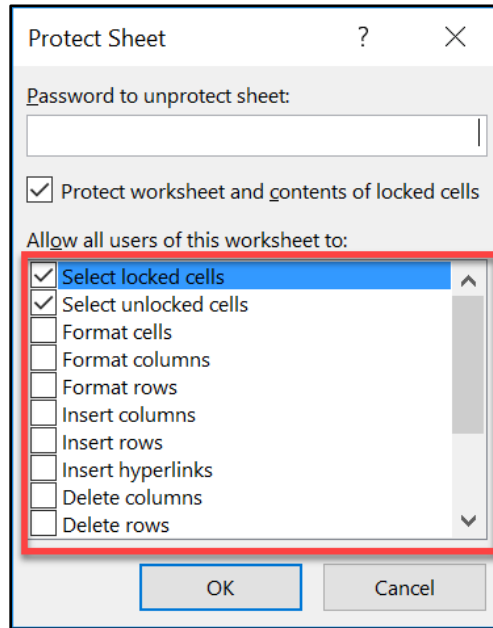 Protect Sheet ?
Password to unprotect sheet:
Protect worksheet and contents of locked cells
Allow all users of this worksheet to:
Select locked cells
Select unlocked cells
Format cells
Format columns
Format rows
Insert columns
Insert rows
Insert hyperlinks
Delete columns
Delete rows
OK Cancel